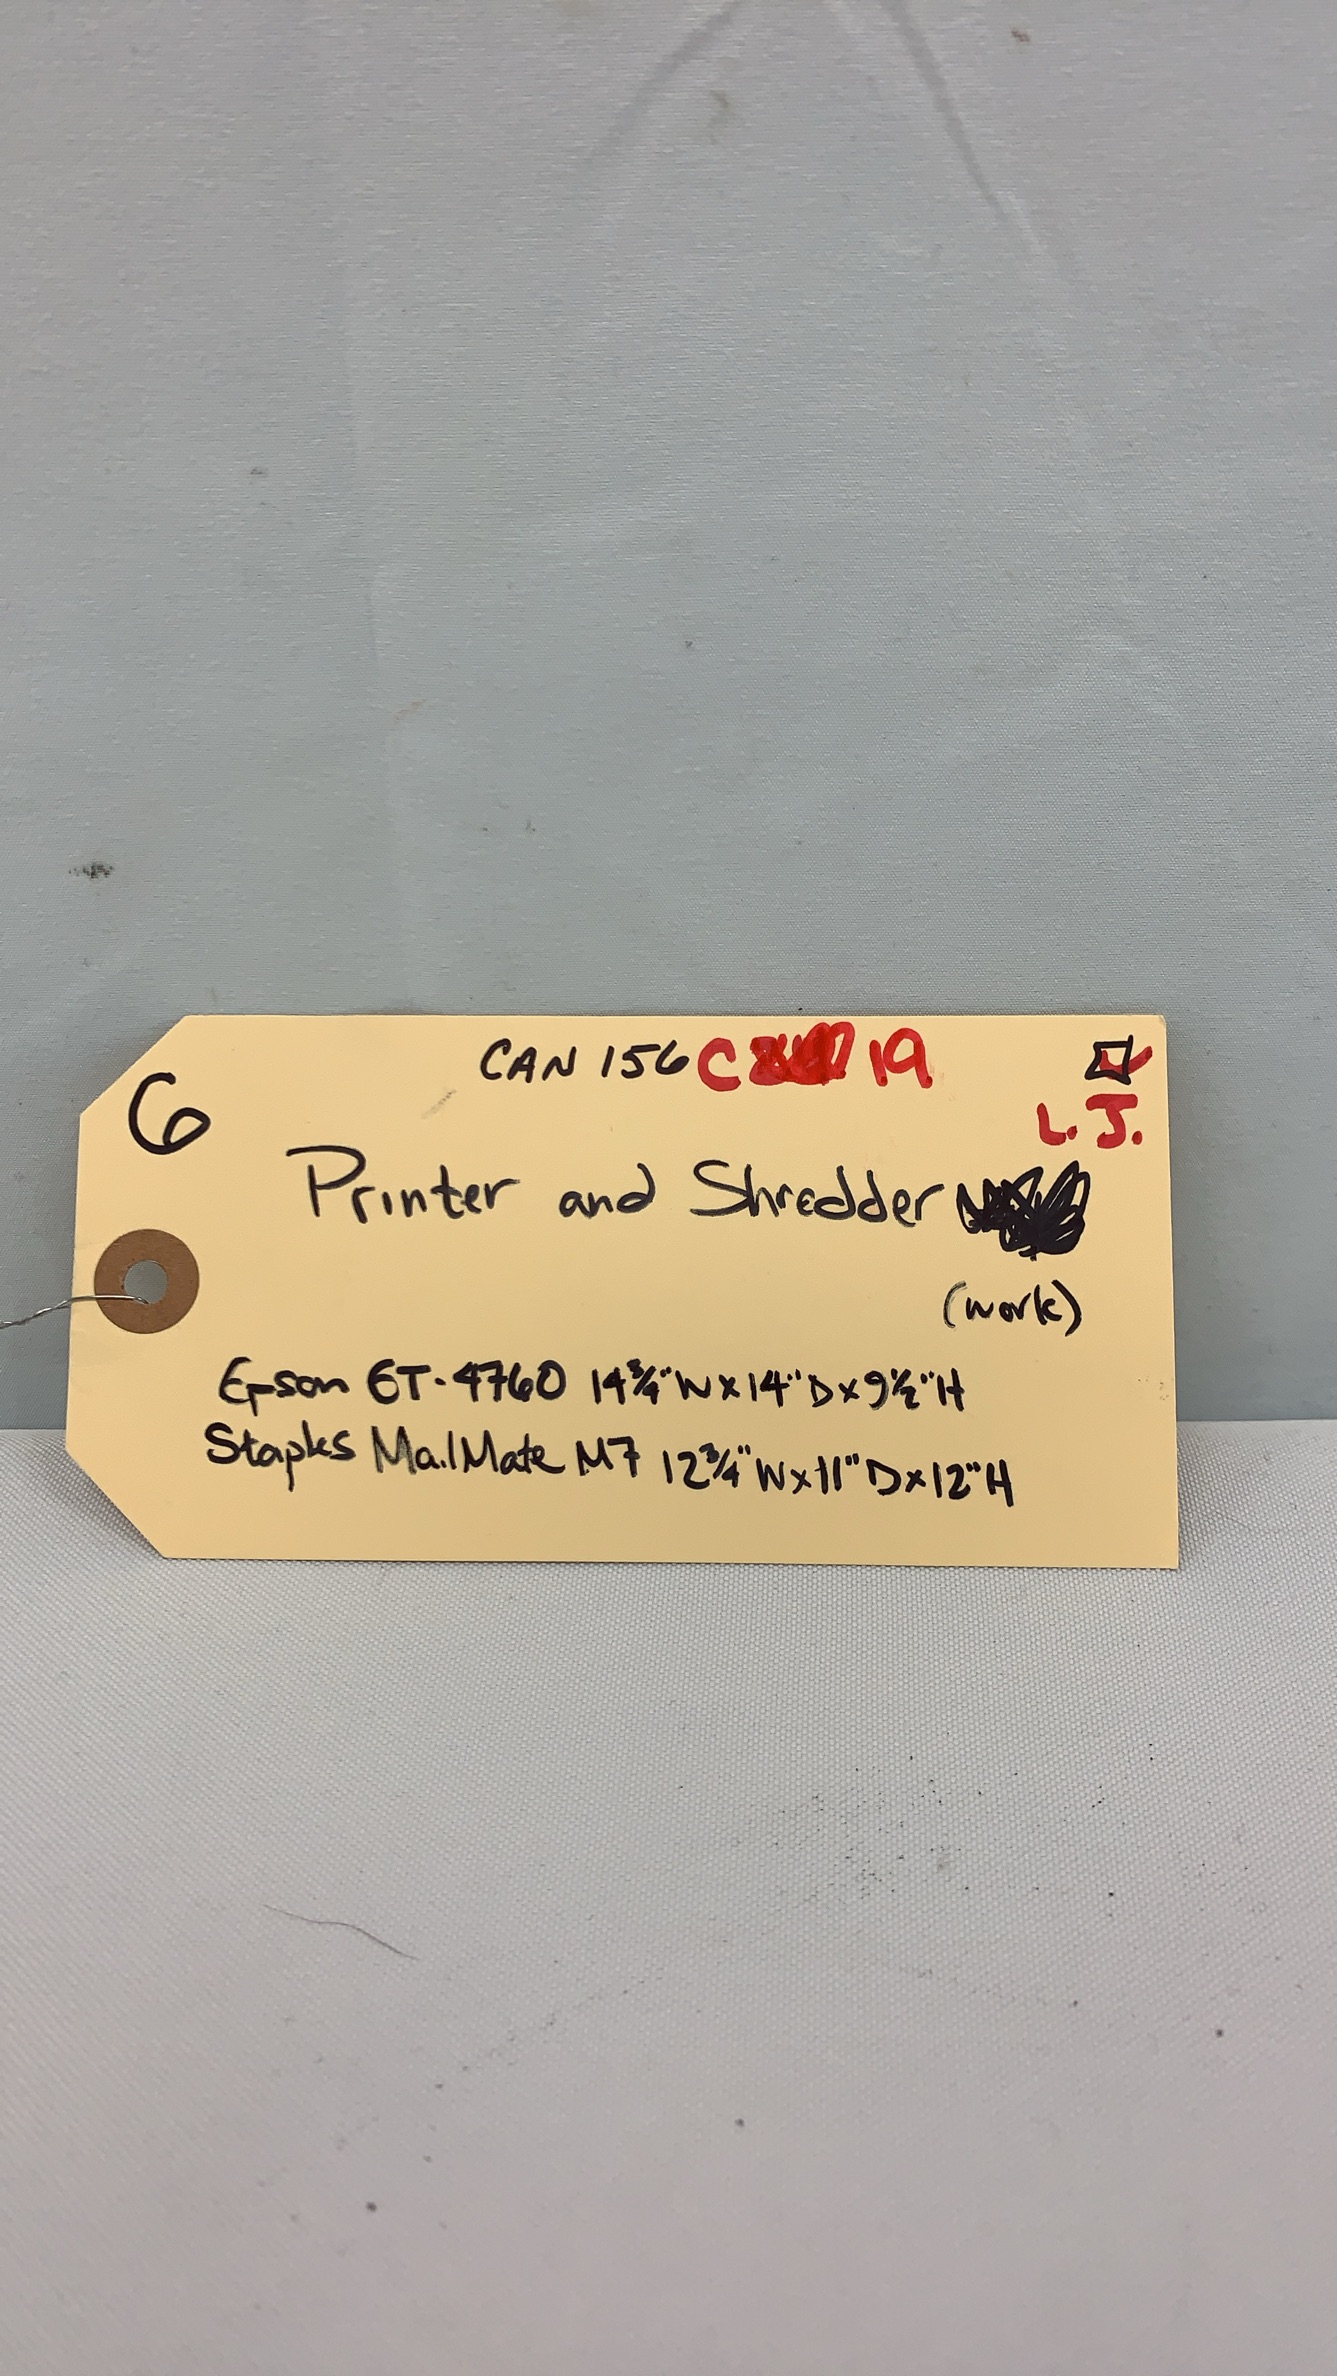 CAN 156 C 19
6
L.J.
Printer and Shredder
(work)
Epson ET-4760 14¾"W x 14"D x 9½"H
Staples MailMate M7 12¾"W x 11"D x 12"H